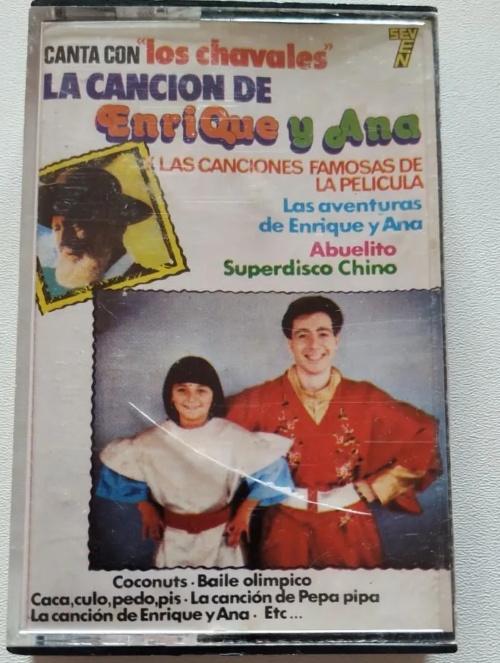 CANTA CON "los chavales"
SEVEN
LA CANCION DE
EnriQue y Ana
Y LAS CANCIONES FAMOSAS DE
LA PELICULA
Las aventuras
de Enrique y Ana
Abuelito
Superdisco Chino
Coconuts · Baile olimpico
Caca,culo,pedo,pis · La canción de Pepa pipa
La canción de Enrique y Ana · Etc ...